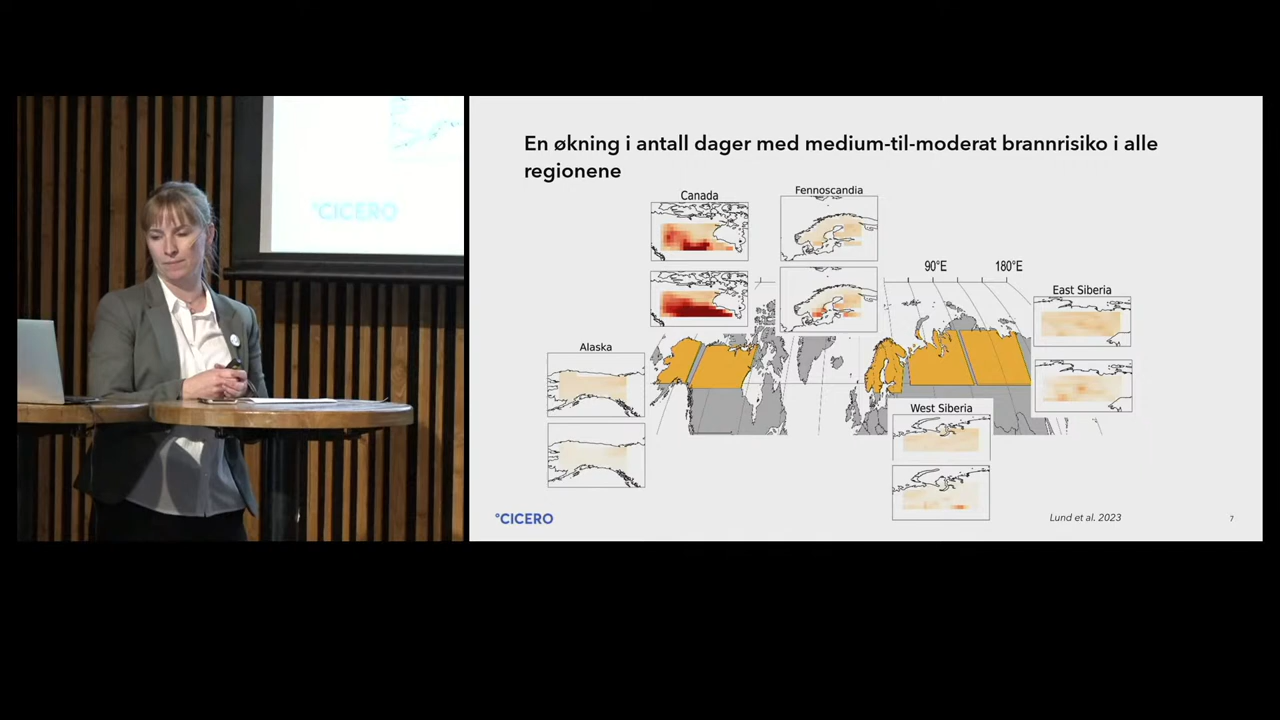 °CICERO
En økning i antall dager med medium-til-moderat brannrisiko i alle
regionene
Canada
Fennoscandia
90°E
180°E
East Siberia
Alaska
West Siberia
°CICERO
Lund et al. 2023
7